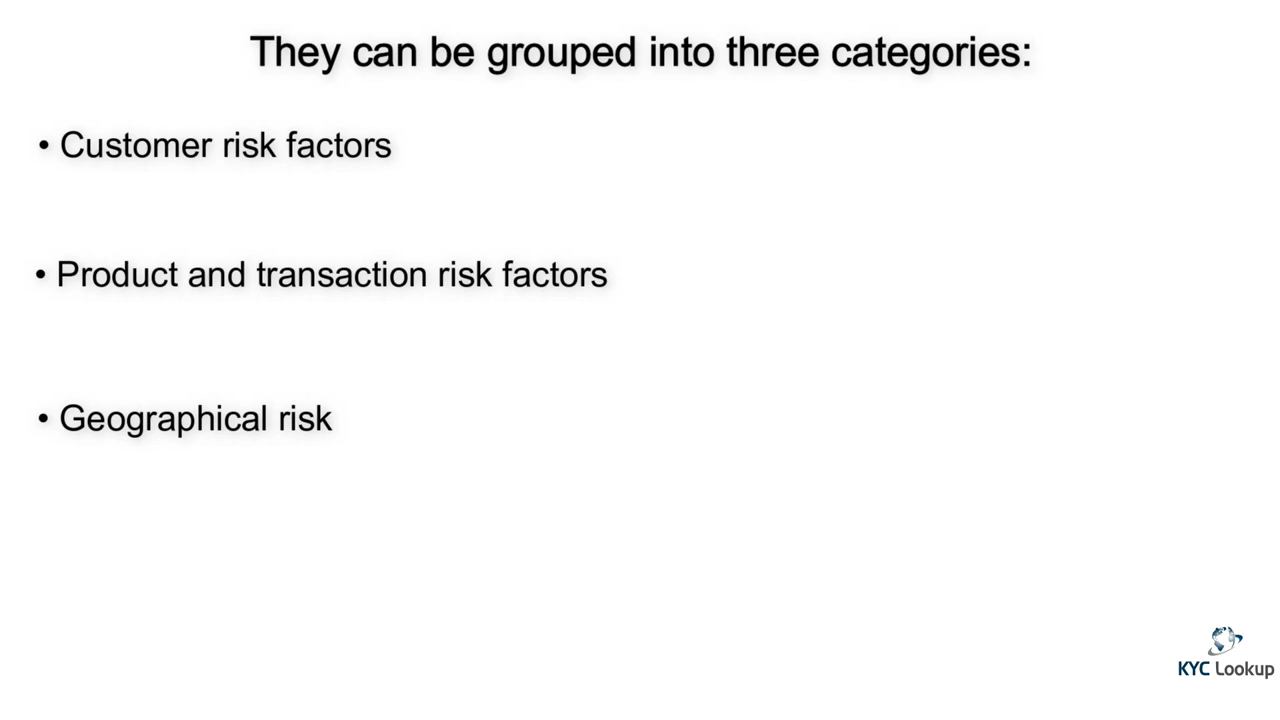 They can be grouped into three categories:
• Customer risk factors
• Product and transaction risk factors
• Geographical risk
KYC Lookup